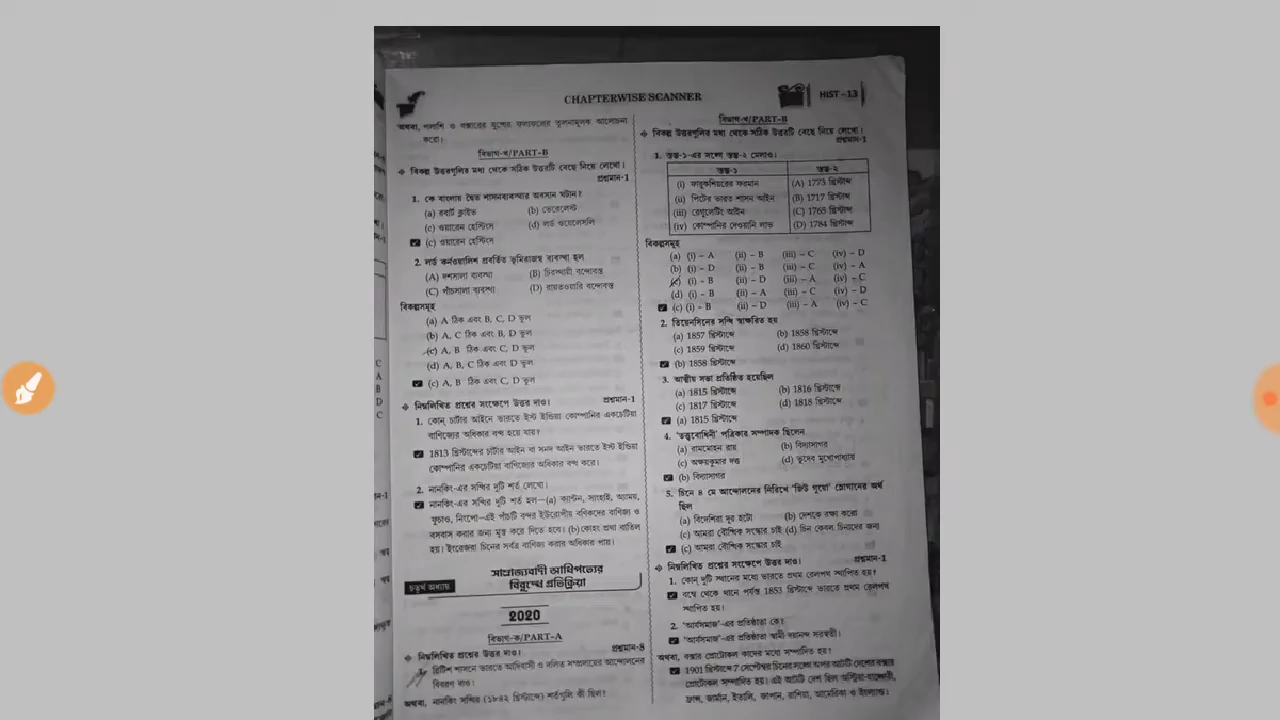 CHAPTERWISE SCANNER
HIST-13
অথবা, পলাশি ও বক্সারের যুদ্ধের ফলাফলের তুলনামূলক আলোচনা
করো।
বিভাগ-খ/PART-B
বিকল্প উত্তরগুলির মধ্য থেকে সঠিক উত্তরটি বেছে নিয়ে লেখো।
প্রশ্নমান-1
1. কে বাংলায় দ্বৈত শাসনব্যবস্থার অবসান ঘটান?
(a) রবার্ট ক্লাইভ (b) ভেরেলেস্ট
(c) ওয়ারেন হেস্টিংস (d) লর্ড ওয়েলেসলি
(c) ওয়ারেন হেস্টিংস
2. লর্ড কর্নওয়ালিশ প্রবর্তিত ভূমিরাজস্ব ব্যবস্থা হল
(A) দশসালা ব্যবস্থা (B) চিরস্থায়ী বন্দোবস্ত
(C) পাঁচসালা ব্যবস্থা (D) রায়তওয়ারি বন্দোবস্ত
বিকল্পসমূহ
(a) A ঠিক এবং B, C, D ভুল
(b) A, C ঠিক এবং B, D ভুল
(c) A, B ঠিক এবং C, D ভুল
(d) A, B, C ঠিক এবং D ভুল
(c) A, B ঠিক এবং C, D ভুল
নিম্নলিখিত প্রশ্নের সংক্ষেপে উত্তর দাও। প্রশ্নমান-1
1. কোন্ চার্টার আইনে ভারতে ইস্ট ইন্ডিয়া কোম্পানির একচেটিয়া
বাণিজ্যের অধিকার বন্ধ হয়ে যায়?
1813 খ্রিস্টাব্দের চার্টার আইন বা সনদ আইন ভারতে ইস্ট ইন্ডিয়া
কোম্পানির একচেটিয়া বাণিজ্যের অধিকার বন্ধ করে।
2. নানকিং-এর সন্ধির দুটি শর্ত লেখো।
নানকিং-এর সন্ধির দুটি শর্ত হল—(a) ক্যান্টন, সাংহাই, অ্যাময়,
ফুচাও, নিংপো—এই পাঁচটি বন্দর ইউরোপীয় বণিকদের বাণিজ্য ও
বসবাস করার জন্য মুক্ত করে দিতে হবে। (b) কোহং প্রথা বাতিল
হয়। ইংরেজরা চিনের সর্বত্র বাণিজ্য করার অধিকার পায়।
চতুর্থ অধ্যায়
সাম্রাজ্যবাদী আধিপত্যের
বিরুদ্ধে প্রতিক্রিয়া
2020
বিভাগ-ক/PART-A
নিম্নলিখিত প্রশ্নের উত্তর দাও। প্রশ্নমান-8
ব্রিটিশ শাসনে ভারতে আদিবাসী ও দলিত সম্প্রদায়ের আন্দোলনের
বিবরণ দাও।
অথবা, নানকিং সন্ধির (১৮৪২ খ্রিস্টাব্দে) শর্তগুলি কী ছিল?
বিভাগ-খ/PART-B
বিকল্প উত্তরগুলির মধ্য থেকে সঠিক উত্তরটি বেছে নিয়ে লেখো।
প্রশ্নমান-1
1. স্তম্ভ-১-এর সঙ্গে স্তম্ভ-২ মেলাও।
স্তম্ভ-১ স্তম্ভ-২
(i) ফারুকশিয়রের ফরমান (A) 1773 খ্রিস্টাব্দ
(ii) পিটের ভারত শাসন আইন (B) 1717 খ্রিস্টাব্দ
(iii) রেগুলেটিং আইন (C) 1765 খ্রিস্টাব্দ
(iv) কোম্পানির দেওয়ানি লাভ (D) 1784 খ্রিস্টাব্দ
বিকল্পসমূহ
(a) (i) – A (ii) – B (iii) – C (iv) – D
(b) (i) – D (ii) – B (iii) – C (iv) – A
(c) (i) – B (ii) – D (iii) – A (iv) – C
(d) (i) – B (ii) – A (iii) – C (iv) – D
(c) (i) – B (ii) – D (iii) – A (iv) – C
2. তিয়েনসিনের সন্ধি স্বাক্ষরিত হয়
(a) 1857 খ্রিস্টাব্দে (b) 1858 খ্রিস্টাব্দে
(c) 1859 খ্রিস্টাব্দে (d) 1860 খ্রিস্টাব্দে
(b) 1858 খ্রিস্টাব্দে
3. আত্মীয় সভা প্রতিষ্ঠিত হয়েছিল
(a) 1815 খ্রিস্টাব্দে (b) 1816 খ্রিস্টাব্দে
(c) 1817 খ্রিস্টাব্দে (d) 1818 খ্রিস্টাব্দে
(a) 1815 খ্রিস্টাব্দে
4. 'তত্ত্ববোধিনী' পত্রিকার সম্পাদক ছিলেন
(a) রামমোহন রায় (b) বিদ্যাসাগর
(c) অক্ষয়কুমার দত্ত (d) ভূদেব মুখোপাধ্যায়
(b) বিদ্যাসাগর
5. চিনে ৪ মে আন্দোলনের নিরিখে 'জিউ গুয়ো' স্লোগানের অর্থ
ছিল
(a) বিদেশিরা দূর হটো (b) দেশকে রক্ষা করো
(c) আমরা বৌদ্ধিক সংস্কার চাই (d) চিন কেবল চিনাদের জন্য
(c) আমরা বৌদ্ধিক সংস্কার চাই
নিম্নলিখিত প্রশ্নের সংক্ষেপে উত্তর দাও। প্রশ্নমান-1
1. কোন্ দুটি স্থানের মধ্যে ভারতে প্রথম রেলপথ স্থাপিত হয়?
বম্বে থেকে থানে পর্যন্ত 1853 খ্রিস্টাব্দে ভারতে প্রথম রেলপথ
স্থাপিত হয়।
2. 'আর্যসমাজ'-এর প্রতিষ্ঠাতা কে?
'আর্যসমাজ'-এর প্রতিষ্ঠাতা স্বামী দয়ানন্দ সরস্বতী।
অথবা, বক্সার প্রোটোকল কাদের মধ্যে সম্পাদিত হয়?
1901 খ্রিস্টাব্দে 7 সেপ্টেম্বর চিনের সঙ্গে অপর আটটি দেশের বক্সার
প্রোটোকল সম্পাদিত হয়। এই আটটি দেশ ছিল অস্ট্রিয়া-হাঙ্গেরী,
ফ্রান্স, জার্মান, ইতালি, জাপান, রাশিয়া, আমেরিকা ও ইংল্যান্ড।